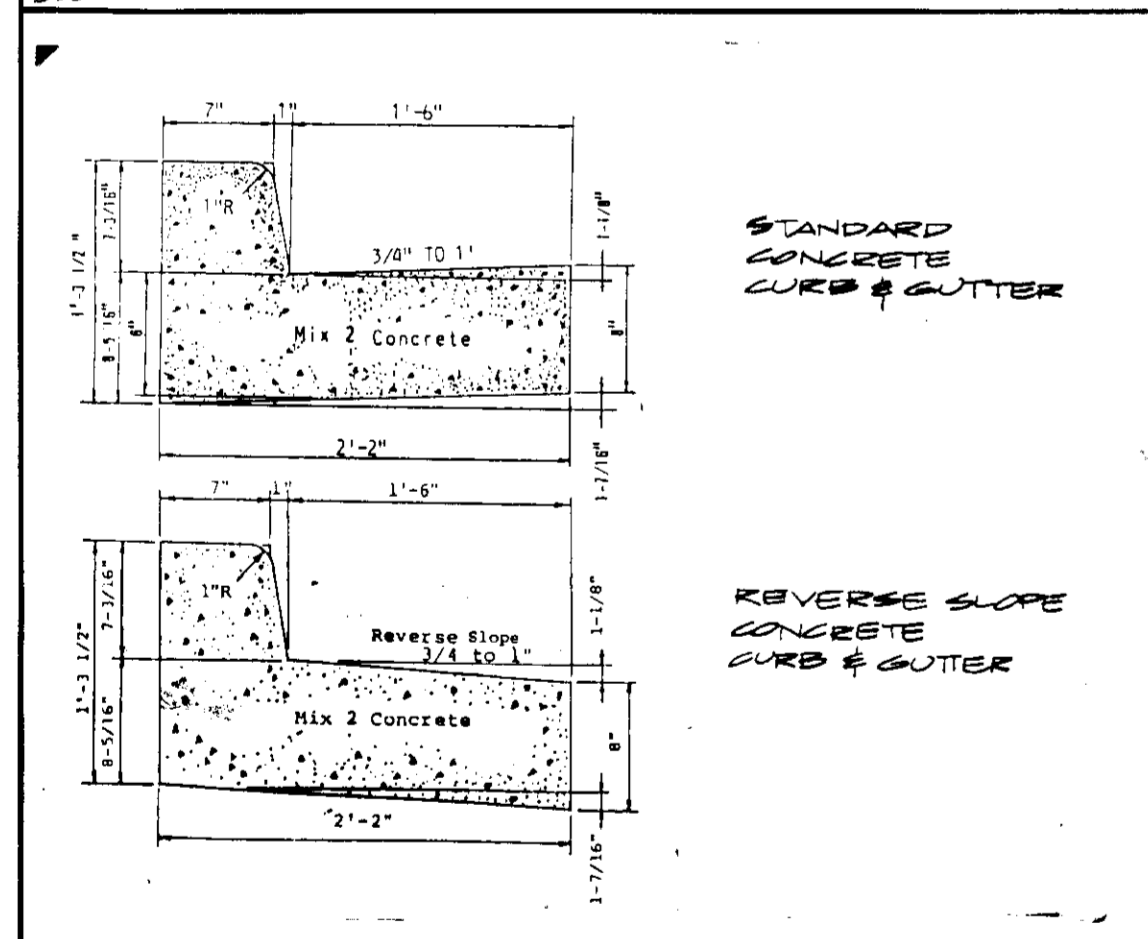 7" 1" 1'-6"
1"R
3/4" TO 1'
Mix 2 Concrete
1'-3 1/2 "
7-3/16"
8-5 16"
6"
1-1/8"
8"
1-7/16"
2'-2"
STANDARD
CONCRETE
CURB & GUTTER
7" 1" 1'-6"
1"R
Reverse Slope
3/4 to 1"
Mix 2 Concrete
1'-3 1/2"
7-3/16"
8-5/16"
1-1/8"
8"
1-7/16"
2'-2"
REVERSE SLOPE
CONCRETE
CURB & GUTTER